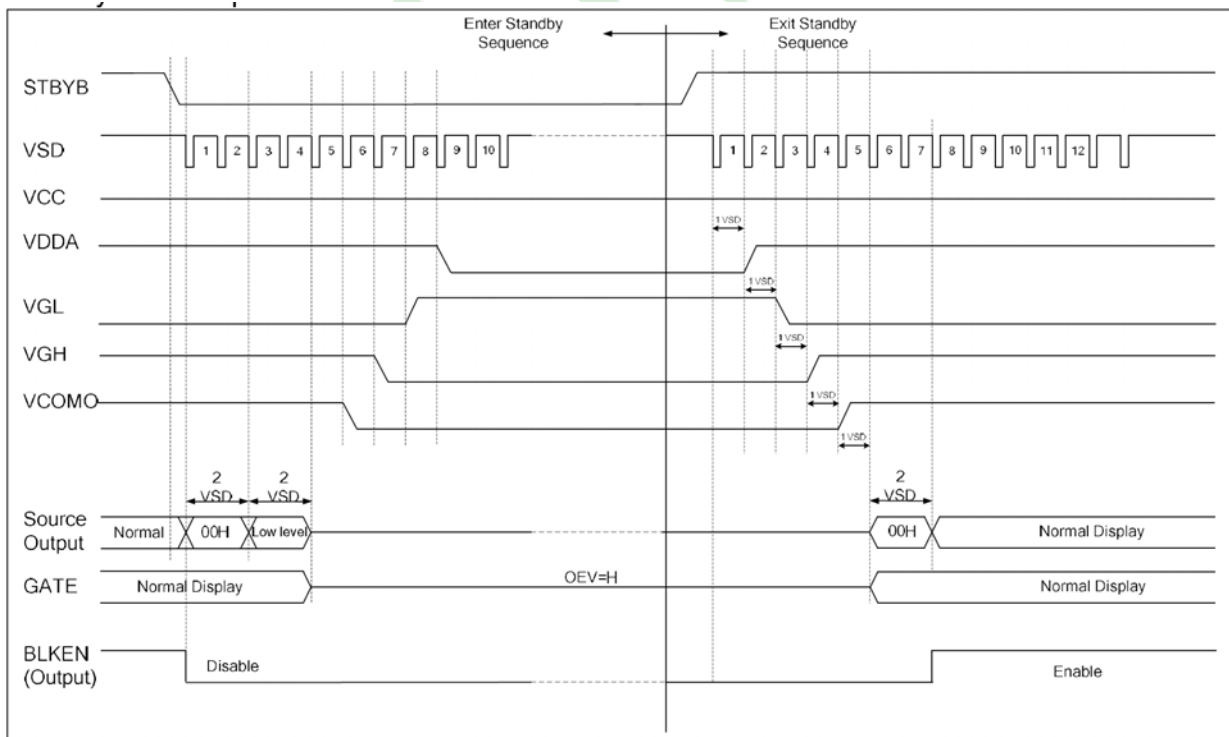 Enter Standby
Sequence
Exit Standby
Sequence
STBYB
VSD
1 2 3 4 5 6 7 8 9 10
1 2 3 4 5 6 7 8 9 10 11 12
VCC
1 VSD
VDDA
1 VSD
VGL
1 VSD
VGH
1 VSD
VCOMO
1 VSD
2
VSD
2
VSD
2
VSD
Source
Output
Normal
00H
Low level
00H
Normal Display
GATE
Normal Display
OEV=H
Normal Display
BLKEN
(Output)
Disable
Enable